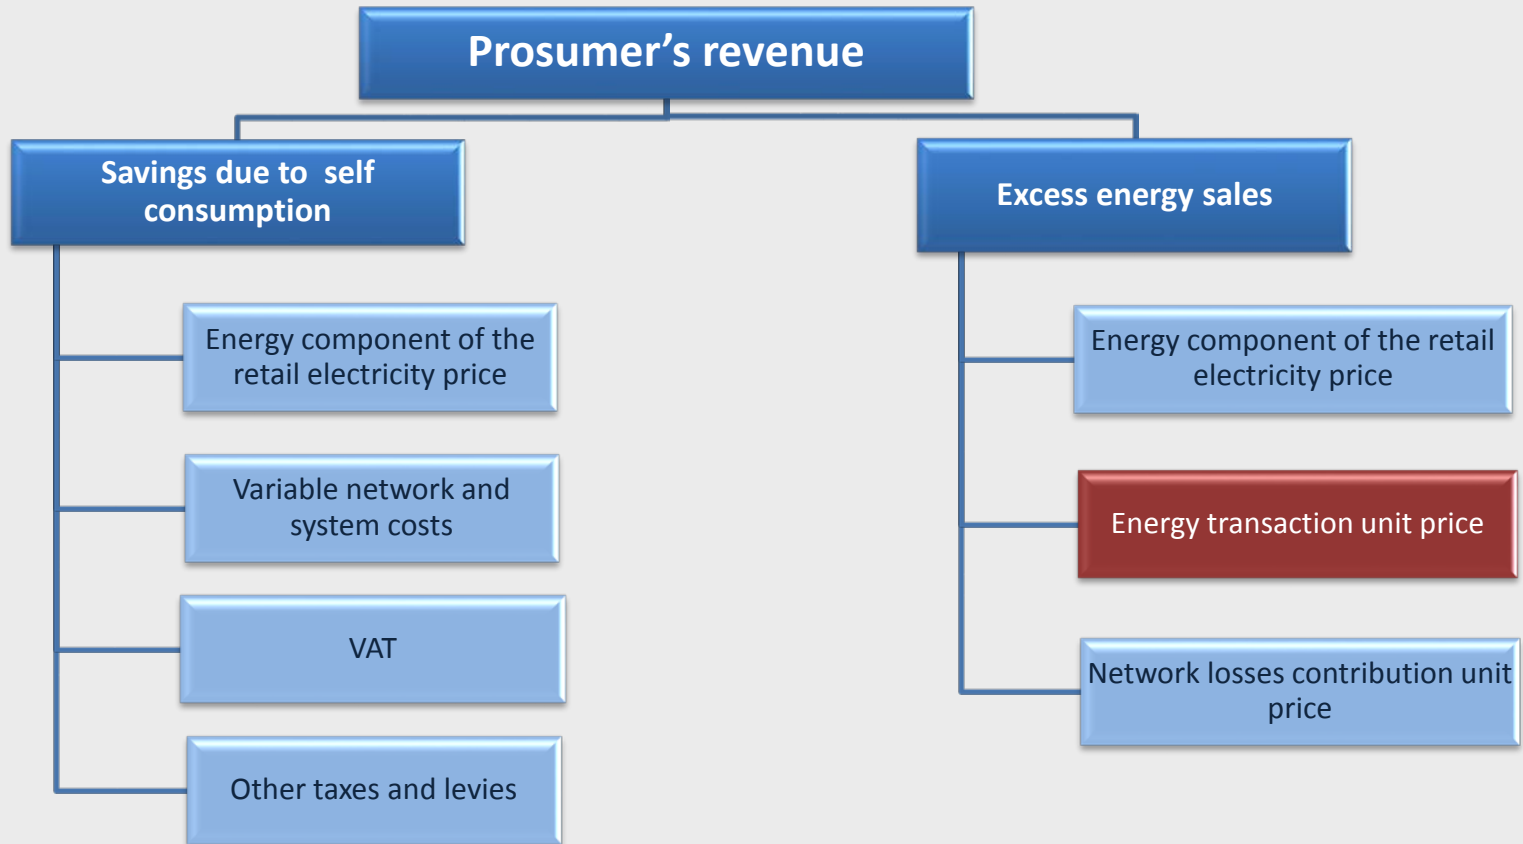 Prosumer’s revenue
Savings due to self
consumption
Excess energy sales
Energy component of the
retail electricity price
Variable network and
system costs
VAT
Other taxes and levies
Energy component of the retail
electricity price
Energy transaction unit price
Network losses contribution unit
price